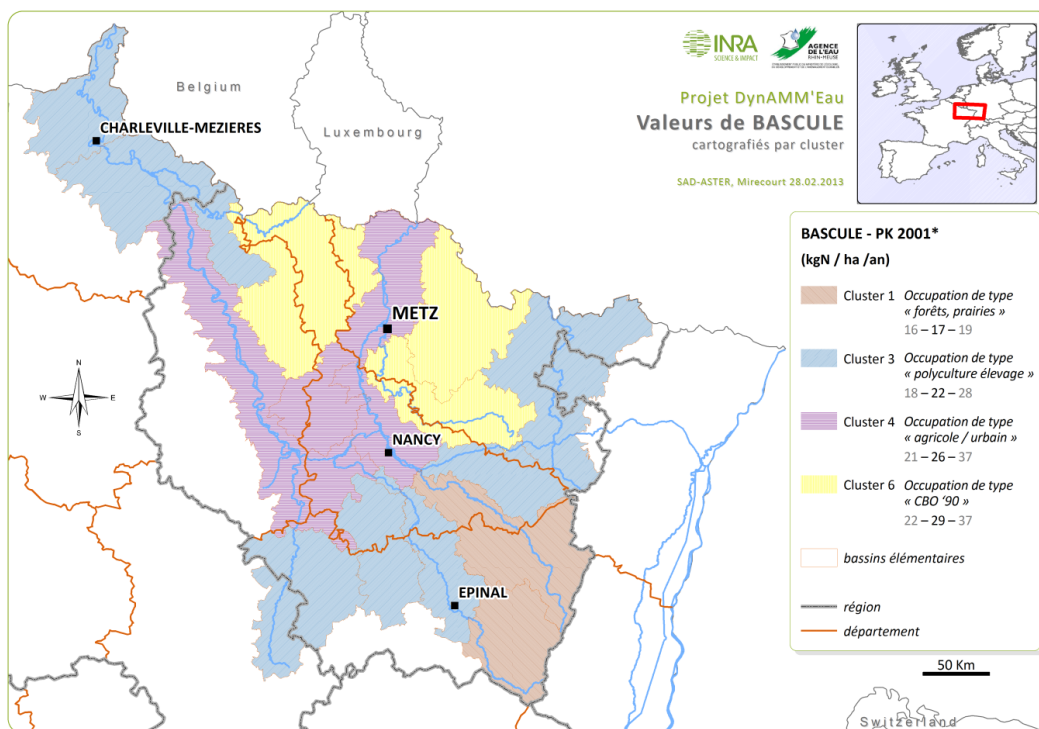 INRA
SCIENCE & IMPACT
AGENCE
DE L'EAU
RHIN-MEUSE
Projet DynAMM'Eau
Valeurs de BASCULE
cartografiés par cluster
SAD-ASTER, Mirecourt 28.02.2013
Belgium
Luxembourg
CHARLEVILLE-MEZIERES
METZ
NANCY
EPINAL
N
W
E
S
BASCULE - PK 2001*
(kgN / ha /an)
Cluster 1 Occupation de type
« forêts, prairies »
16 – 17 – 19
Cluster 3 Occupation de type
« polyculture élevage »
18 – 22 – 28
Cluster 4 Occupation de type
« agricole / urbain »
21 – 26 – 37
Cluster 6 Occupation de type
« CBO '90 »
22 – 29 – 37
bassins élémentaires
région
département
50 Km
Switzerland